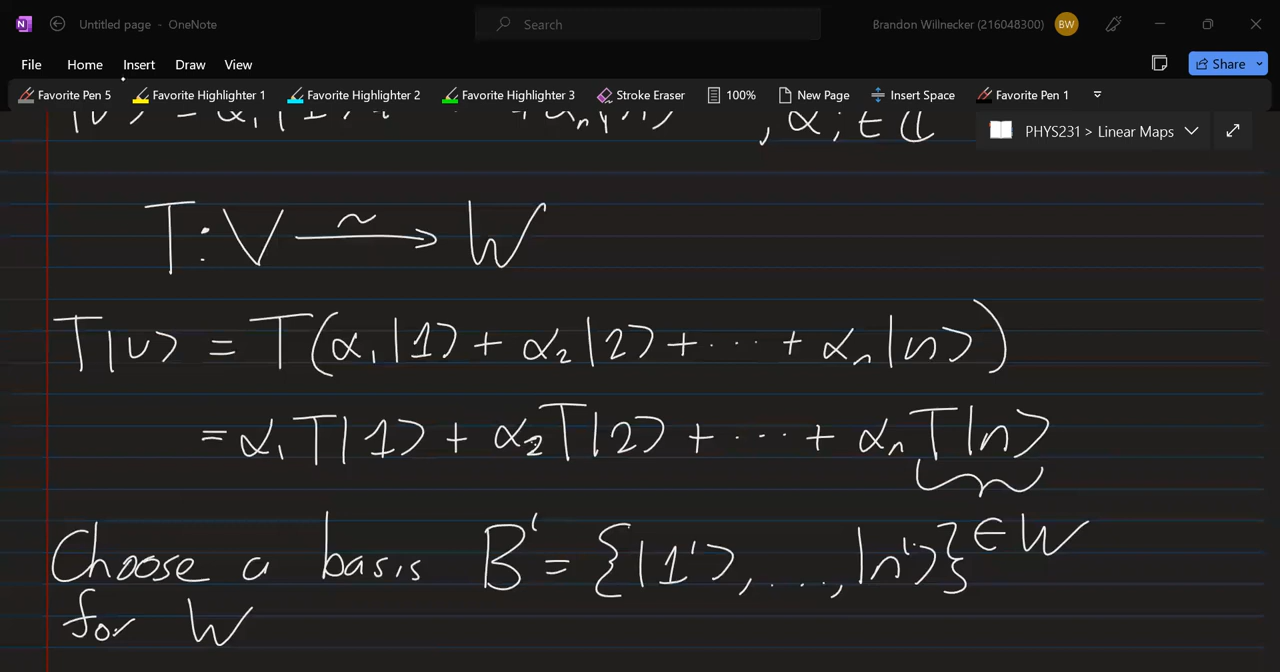 Untitled page - OneNote
Search
Brandon Willnecker (216048300) BW
File Home Insert Draw View
Share
Favorite Pen 5 Favorite Highlighter 1 Favorite Highlighter 2 Favorite Highlighter 3 Stroke Eraser 100% New Page Insert Space Favorite Pen 1
PHYS231 > Linear Maps
T: V ⥲ W
T|v⟩ = T(α₁|1⟩ + α₂|2⟩ + ··· + αₙ|n⟩)
= α₁T|1⟩ + α₂T|2⟩ + ··· + αₙT|n⟩
∈ W
Choose a basis B' = {|1'⟩, ..., |n'⟩}
for W